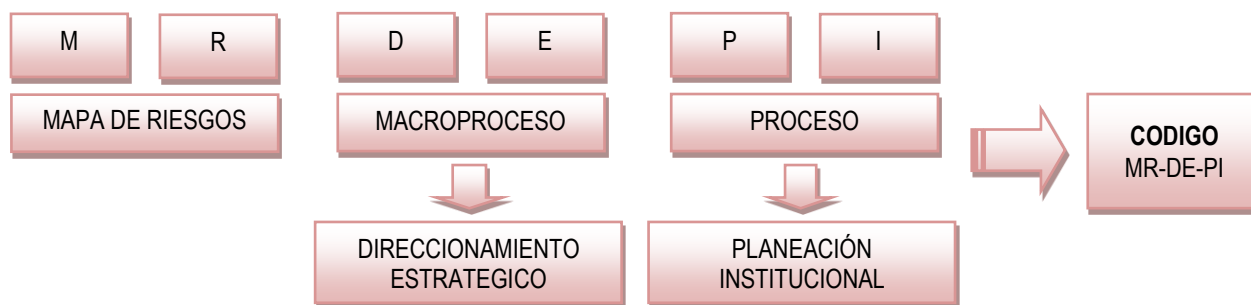 M R D E P I
MAPA DE RIESGOS MACROPROCESO PROCESO
CODIGO
MR-DE-PI
DIRECCIONAMIENTO
ESTRATEGICO
PLANEACIÓN
INSTITUCIONAL